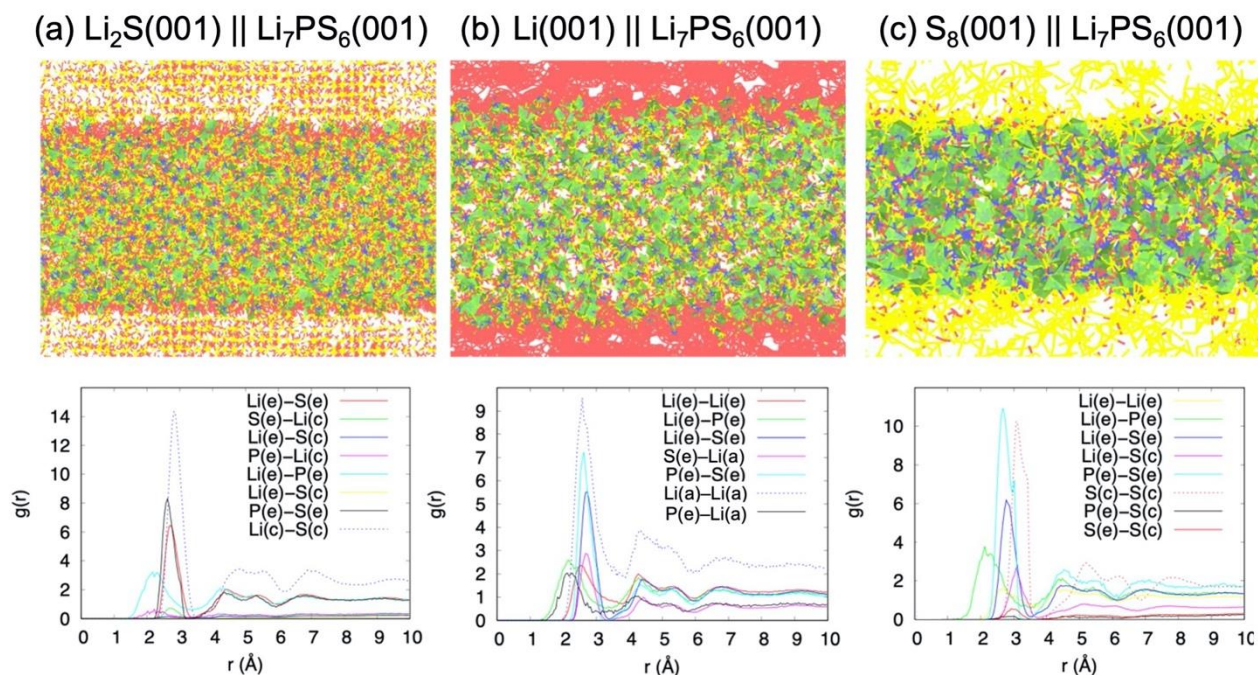 (a) Li₂S(001) || Li₇PS₆(001)
(b) Li(001) || Li₇PS₆(001)
(c) S₈(001) || Li₇PS₆(001)
g(r)
14
12
10
8
6
4
2
0
Li(e)–S(e)
S(e)–Li(c)
Li(e)–S(c)
P(e)–Li(c)
Li(e)–P(e)
Li(e)–S(c)
P(e)–S(e)
Li(c)–S(c)
0 1 2 3 4 5 6 7 8 9 10
r (Å)
g(r)
9
8
7
6
5
4
3
2
1
0
Li(e)–Li(e)
Li(e)–P(e)
Li(e)–S(e)
S(e)–Li(a)
P(e)–S(e)
Li(a)–Li(a)
P(e)–Li(a)
0 1 2 3 4 5 6 7 8 9 10
r (Å)
g(r)
10
8
6
4
2
0
Li(e)–Li(e)
Li(e)–P(e)
Li(e)–S(e)
Li(e)–S(c)
P(e)–S(e)
S(c)–S(c)
P(e)–S(c)
S(e)–S(c)
0 1 2 3 4 5 6 7 8 9 10
r (Å)